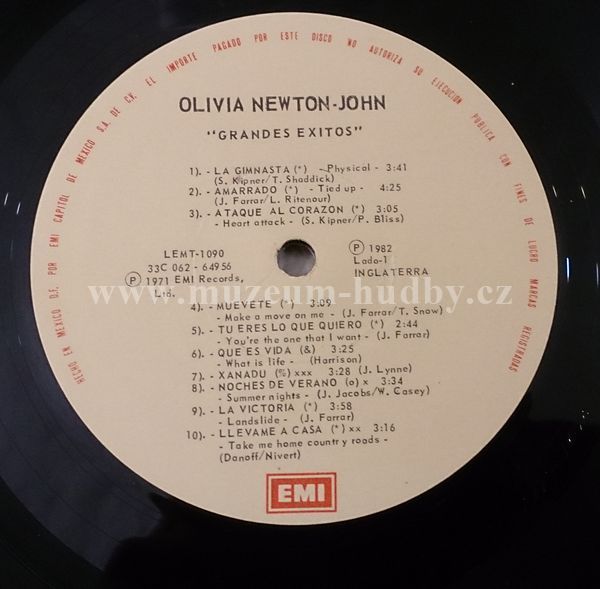 HECHO EN MEXICO D.F. POR EMI CAPITOL DE MEXICO S.A. DE C.V. EL IMPORTE PAGADO POR ESTE DISCO NO AUTORIZA SU EJECUCION PUBLICA CON FINES DE LUCRO MARCAS REGISTRADAS
OLIVIA NEWTON-JOHN
"GRANDES EXITOS"
1). - LA GIMNASTA (*) - Physical - 3:41
(S. Kipner/T. Shaddick)
2). - AMARRADO (*) - Tied up - 4:25
(J. Farrar/L. Ritenour)
3). - ATAQUE AL CORAZON (*) 3:05
- Heart attack - (S. Kipner/P. Bliss)
LEMT-1090
33C 062 - 64956
Ⓟ 1971 EMI Records,
Ltd.
Ⓟ 1982
Lado-1
INGLATERRA
www.muzeum-hudby.cz
4). - MUEVETE (*) 3:09
- Make a move on me - (J. Farrar/T. Snow)
5). - TU ERES LO QUE QUIERO (*) 2:44
- You're the one that I want - (J. Farrar)
6). - QUE ES VIDA (&) 3:25
- What is life - (Harrison)
7). - XANADU (%) xxx 3:28 (J. Lynne)
8). - NOCHES DE VERANO (o) x 3:34
- Summer nights - (J. Jacobs/W. Casey)
9). - LA VICTORIA (*) 3:58
- Landslide - (J. Farrar)
10). - LLEVAME A CASA (*) xx 3:16
- Take me home country roads -
(Danoff/Nivert)
EMI